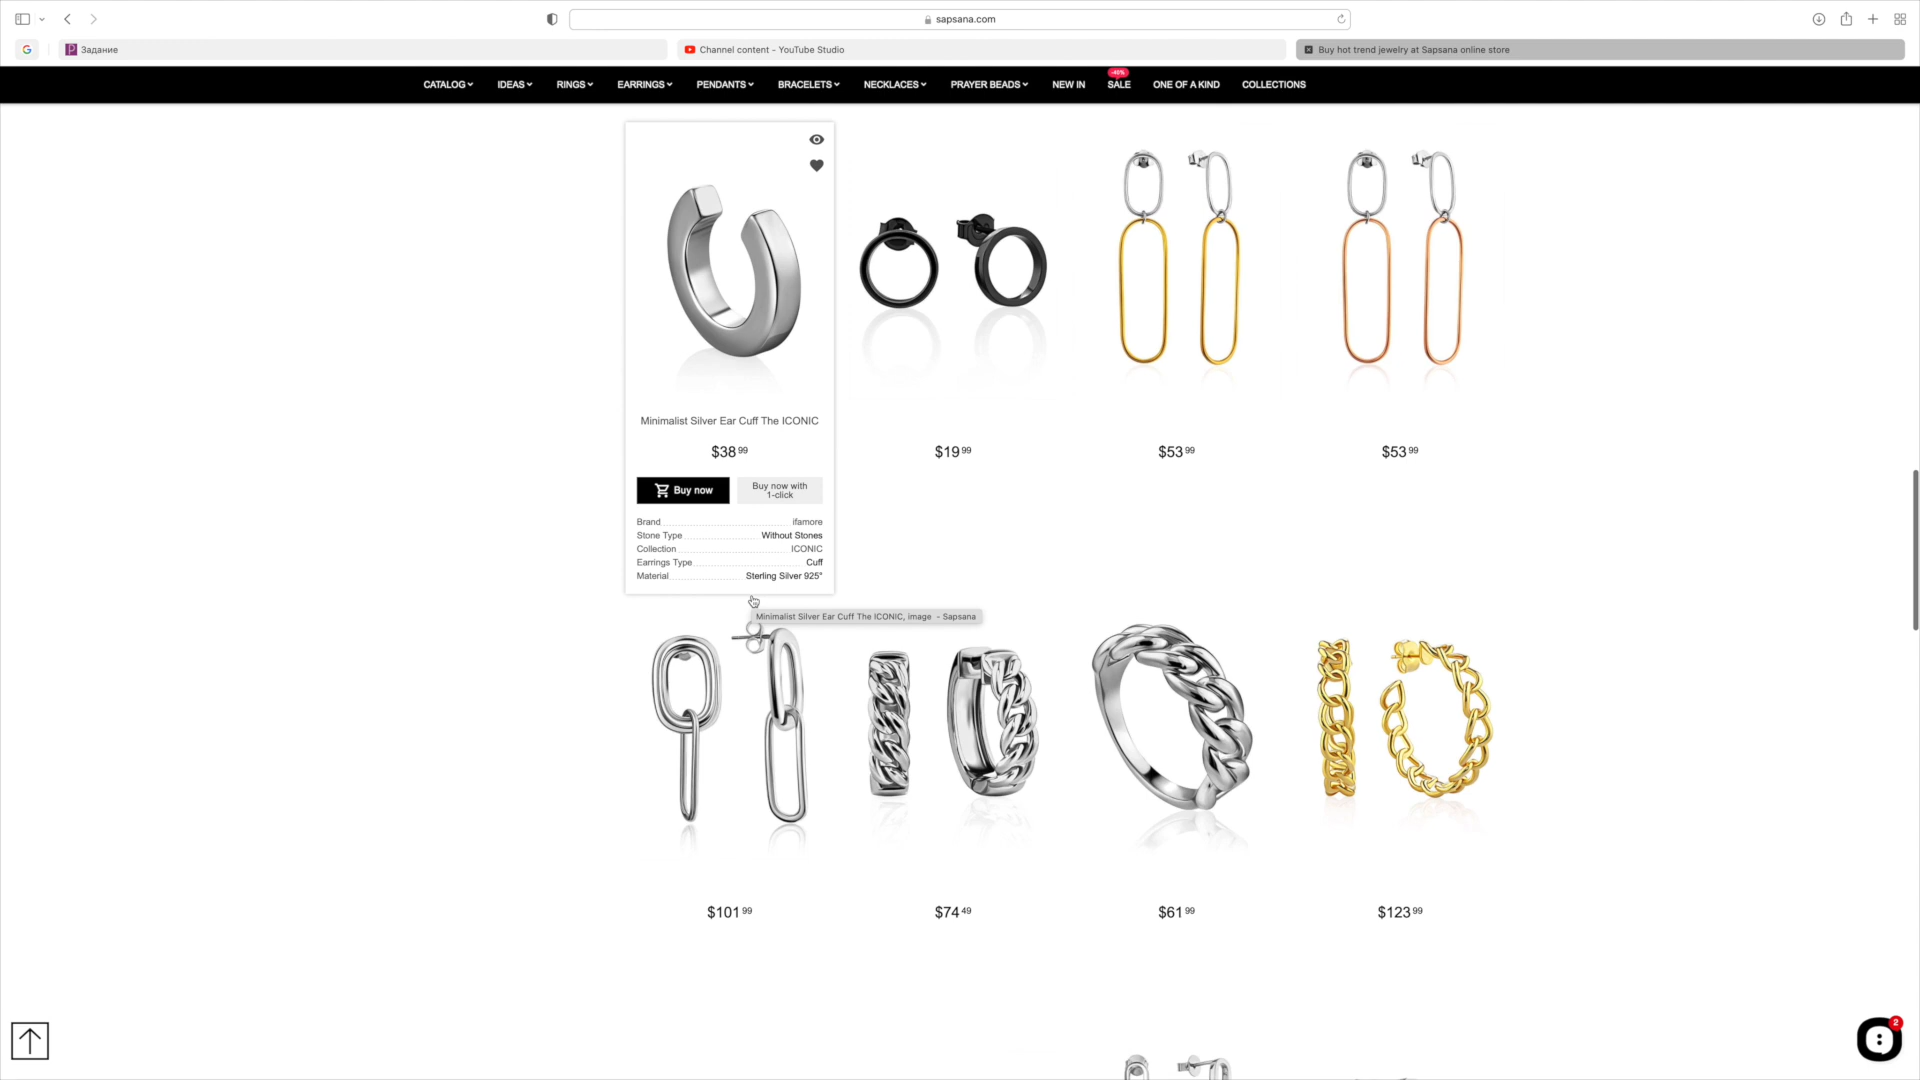 sapsana.com
Задание
Channel content - YouTube Studio
Buy hot trend jewelry at Sapsana online store
CATALOG IDEAS RINGS EARRINGS PENDANTS BRACELETS NECKLACES PRAYER BEADS NEW IN SALE ONE OF A KIND COLLECTIONS
-40%
Minimalist Silver Ear Cuff The ICONIC
$38 99
$19 99
$53 99
$53 99
Buy now
Buy now with
1-click
Brand ifamore
Stone Type Without Stones
Collection ICONIC
Earrings Type Cuff
Material Sterling Silver 925°
Minimalist Silver Ear Cuff The ICONIC, image - Sapsana
$101 99
$74 49
$61 99
$123 99
2